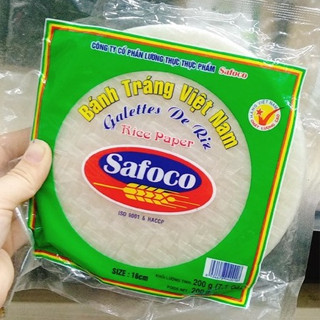 CÔNG TY CỔ PHẦN LƯƠNG THỰC THỰC PHẨM Safoco
Bánh Tráng Việt Nam
Galettes De Riz
Rice Paper
Safoco
ISO 9001 & HACCP
SIZE : 16cm
200 g
200